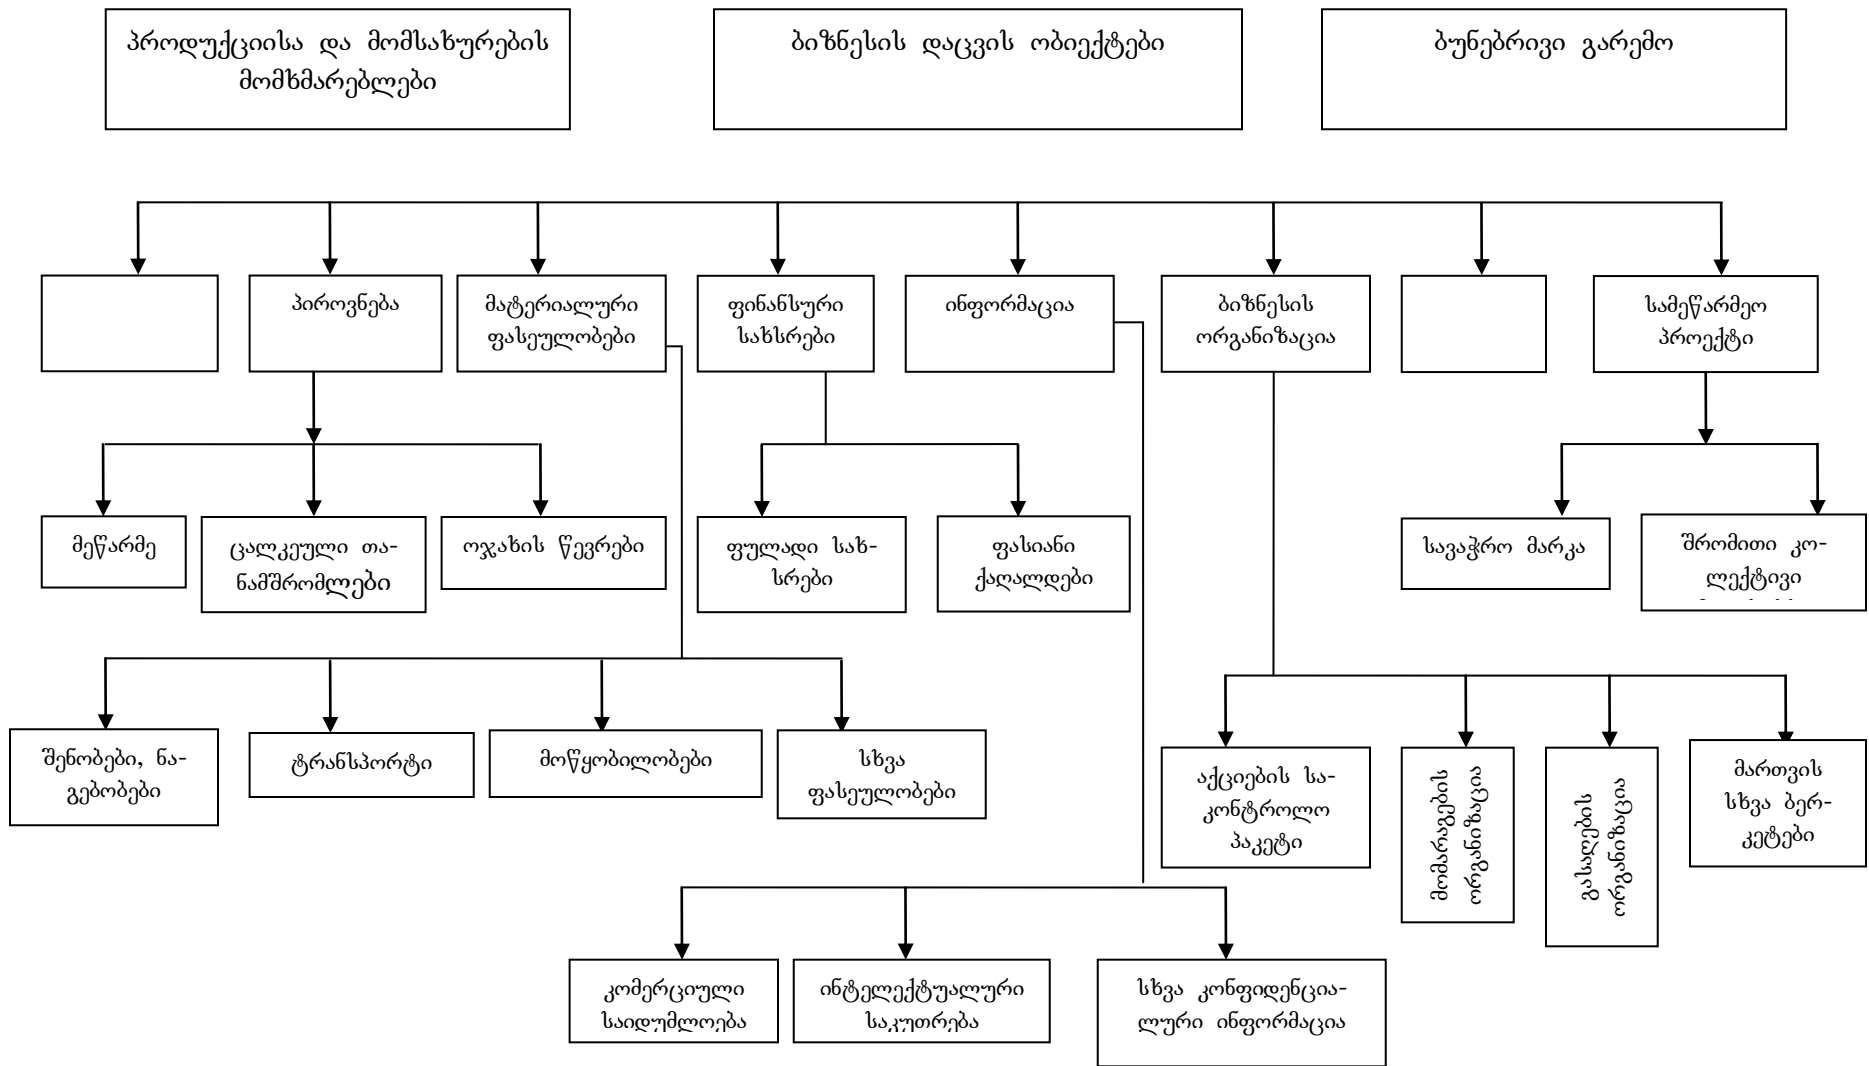 პროდუქციისა და მომსახურების
მომხმარებლები
ბიზნესის დაცვის ობიექტები
ბუნებრივი გარემო
პიროვნება
მატერიალური
ფასეულობები
ფინანსური
სახსრები
ინფორმაცია
ბიზნესის
ორგანიზაცია
სამეწარმეო
პროექტი
მეწარმე
ცალკეული თა-
ნამშრომლები
ოჯახის წევრები
ფულადი სახ-
სრები
ფასიანი
ქაღალდები
სავაჭრო მარკა
შრომითი კო-
ლექტივი
შენობები, ნა-
გებობები
ტრანსპორტი
მოწყობილობები
სხვა
ფასეულობები
აქციების სა-
კონტროლო
პაკეტი
მომარაგების
ორგანიზაცია
გასაღების
ორგანიზაცია
მართვის
სხვა ბერ-
კეტები
კომერციული
საიდუმლოება
ინტელექტუალური
საკუთრება
სხვა კონფიდენცია-
ლური ინფორმაცია